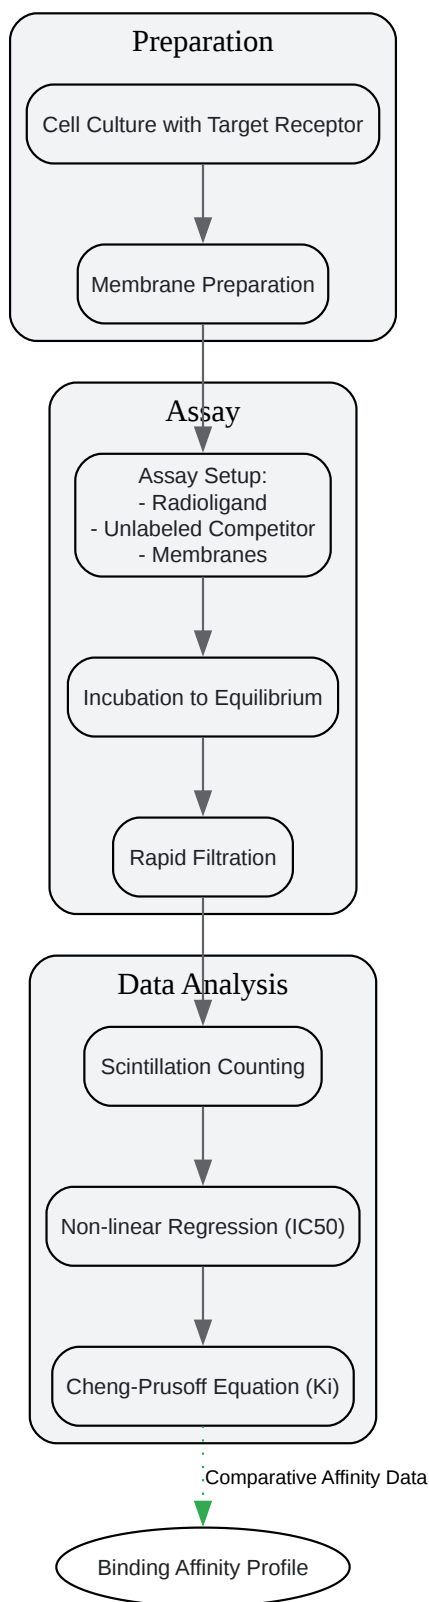 Preparation
Cell Culture with Target Receptor
Membrane Preparation
Assay
Assay Setup:
- Radioligand
- Unlabeled Competitor
- Membranes
Incubation to Equilibrium
Rapid Filtration
Data Analysis
Scintillation Counting
Non-linear Regression (IC50)
Cheng-Prusoff Equation (Ki)
Comparative Affinity Data
Binding Affinity Profile